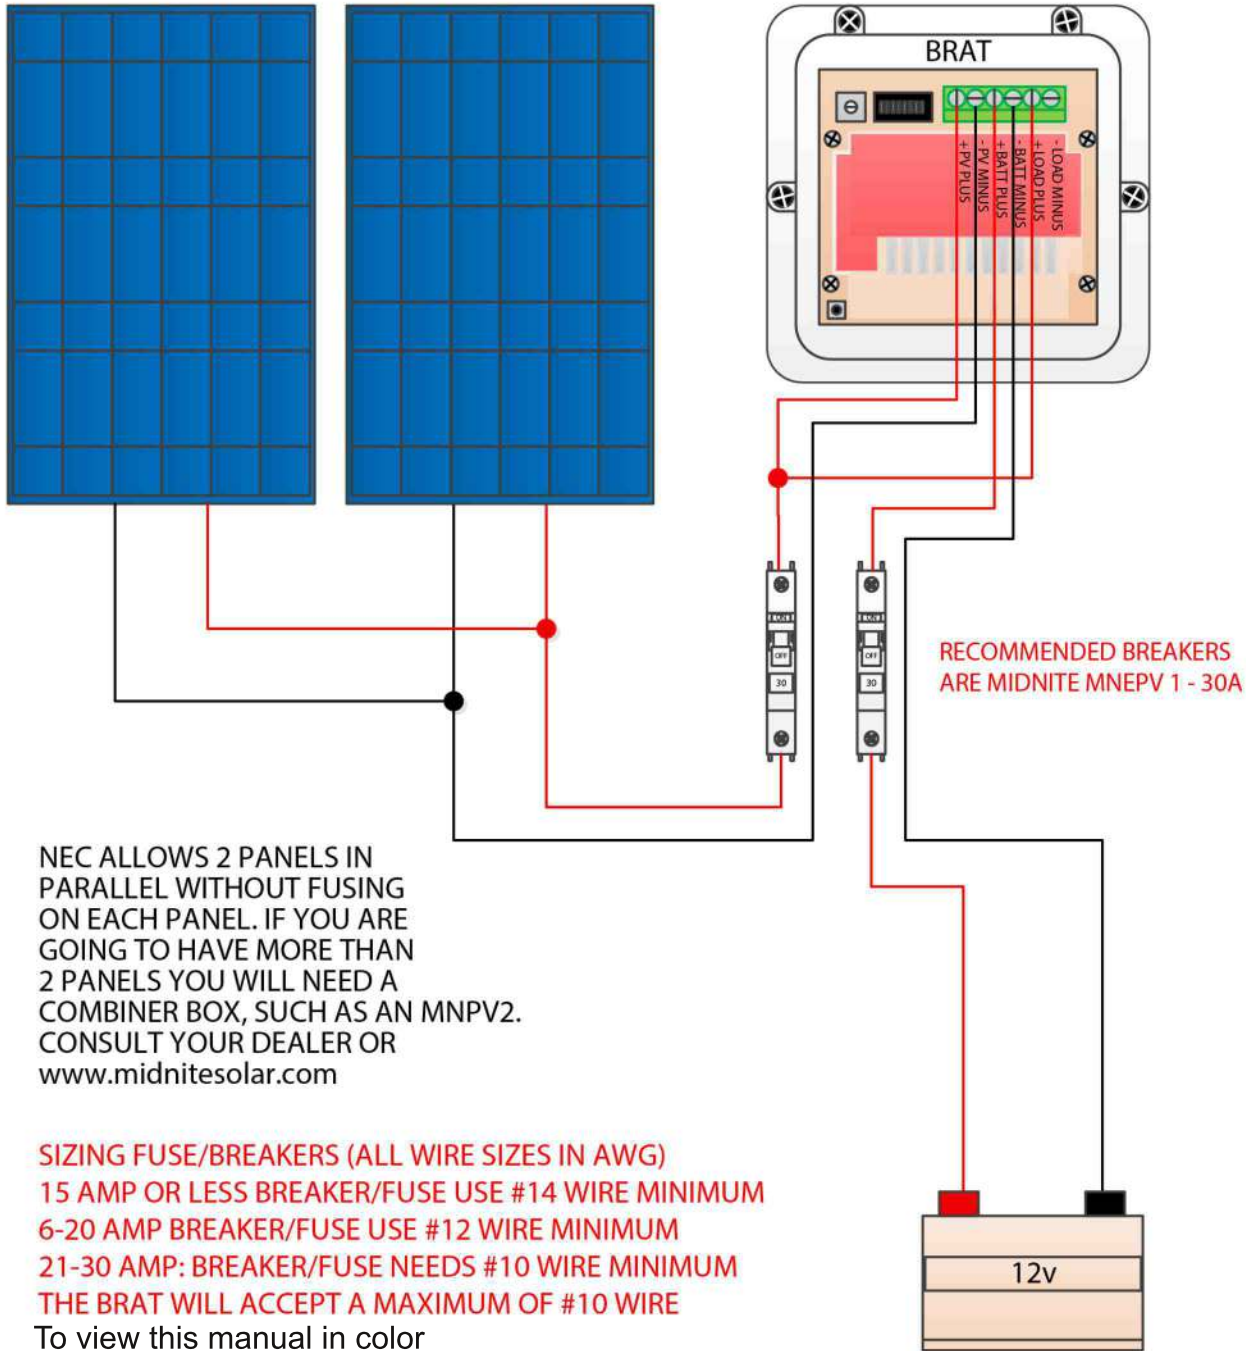 BRAT
+ PV PLUS
- PV MINUS
+ BATT PLUS
- BATT MINUS
+ LOAD PLUS
- LOAD MINUS
ON
OFF
30
ON
OFF
30
RECOMMENDED BREAKERS
ARE MIDNITE MNEPV 1 - 30A
NEC ALLOWS 2 PANELS IN
PARALLEL WITHOUT FUSING
ON EACH PANEL. IF YOU ARE
GOING TO HAVE MORE THAN
2 PANELS YOU WILL NEED A
COMBINER BOX, SUCH AS AN MNPV2.
CONSULT YOUR DEALER OR
www.midnitesolar.com
SIZING FUSE/BREAKERS (ALL WIRE SIZES IN AWG)
15 AMP OR LESS BREAKER/FUSE USE #14 WIRE MINIMUM
6-20 AMP BREAKER/FUSE USE #12 WIRE MINIMUM
21-30 AMP: BREAKER/FUSE NEEDS #10 WIRE MINIMUM
THE BRAT WILL ACCEPT A MAXIMUM OF #10 WIRE
To view this manual in color
12v